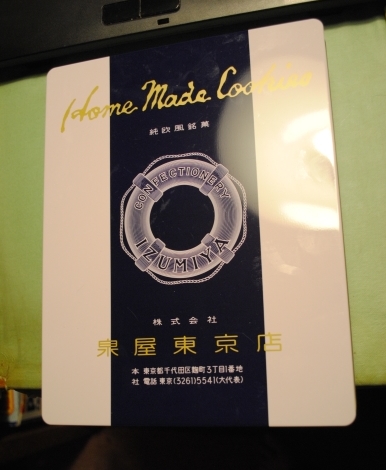 Home Made Cookies
純欧風銘菓
CONFECTIONERY
IZUMIYA
株式会社
泉屋東京店
本 東京都千代田区麹町3丁目1番地
社 電話 東京(3261)5541(大代表)